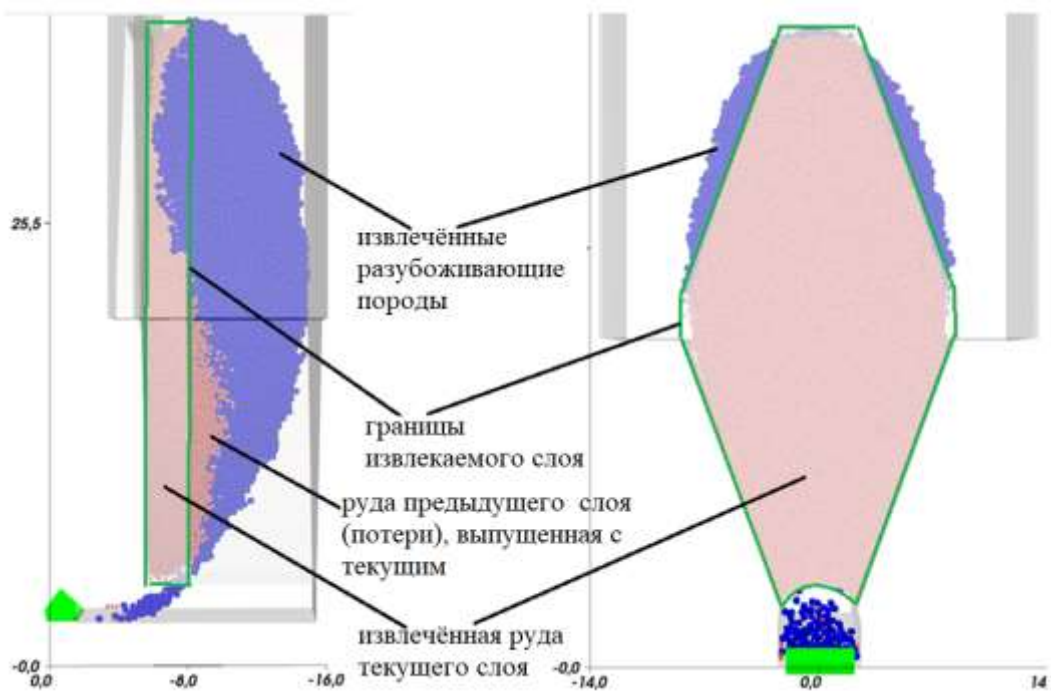 25,5
извлечённые
разубоживающие
породы
границы
извлекаемого слоя
руда предыдущего слоя
(потери), выпущенная с
текущим
извлечённая руда
текущего слоя
-0,0
0,0
-8,0
-16,0
-0,0
-14,0
0,0
14